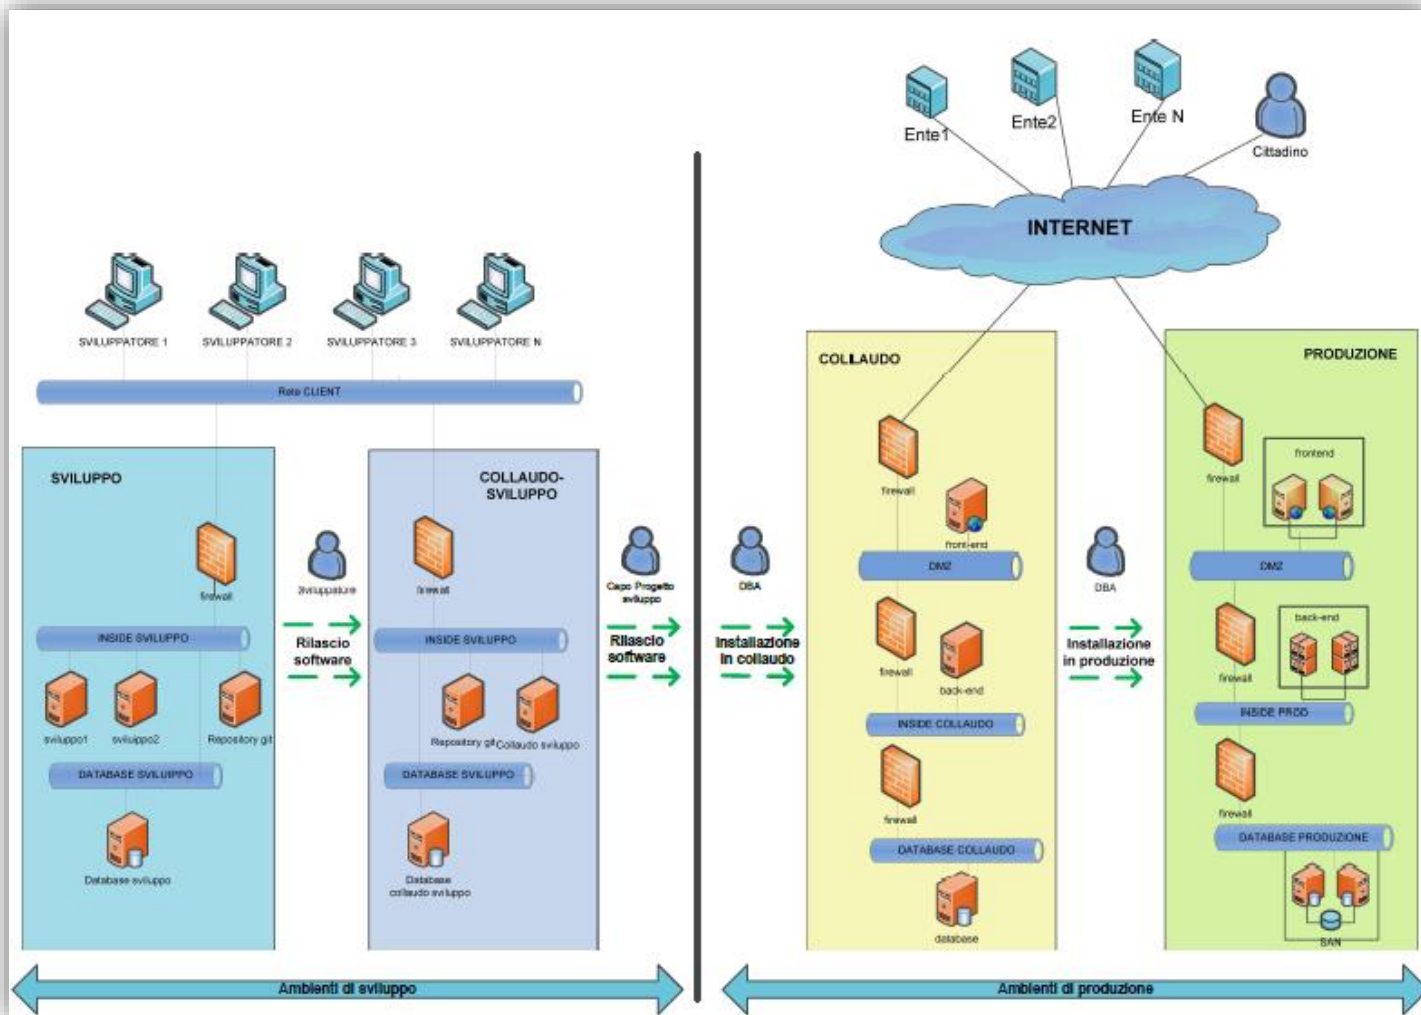 Ente1
Ente2
Ente N
Cittadino
INTERNET
SVILUPPATORE 1
SVILUPPATORE 2
SVILUPPATORE 3
SVILUPPATORE N
Rete CLIENT
SVILUPPO
firewall
INSIDE SVILUPPO
sviluppo1
sviluippo2
Repository git
DATABASE SVILUIPPO
Database sviluppo
Sviluppatore
Rilascio
software
COLLAUDO-
SVILUPPO
firewall
INSIDE SVILUPPO
Repository git
Collaudo sviluppo
DATABASE SVILUPPO
Database
collaudo sviluppo
Capo Progetto
sviluppo
Rilascio
software
DBA
Installazione
in collaudo
COLLAUDO
firewall
front-end
DMZ
firewall
back-end
INSIDE COLLAUDO
firewall
DATABASE COLLAUDO
database
DBA
Installazione
in produzione
PRODUZIONE
firewall
frontend
DMZ
back-end
firewall
INSIDE PROD
firewall
DATABASE PRODUZIONE
SAN
Ambienti di sviluppo
Ambienti di produzione